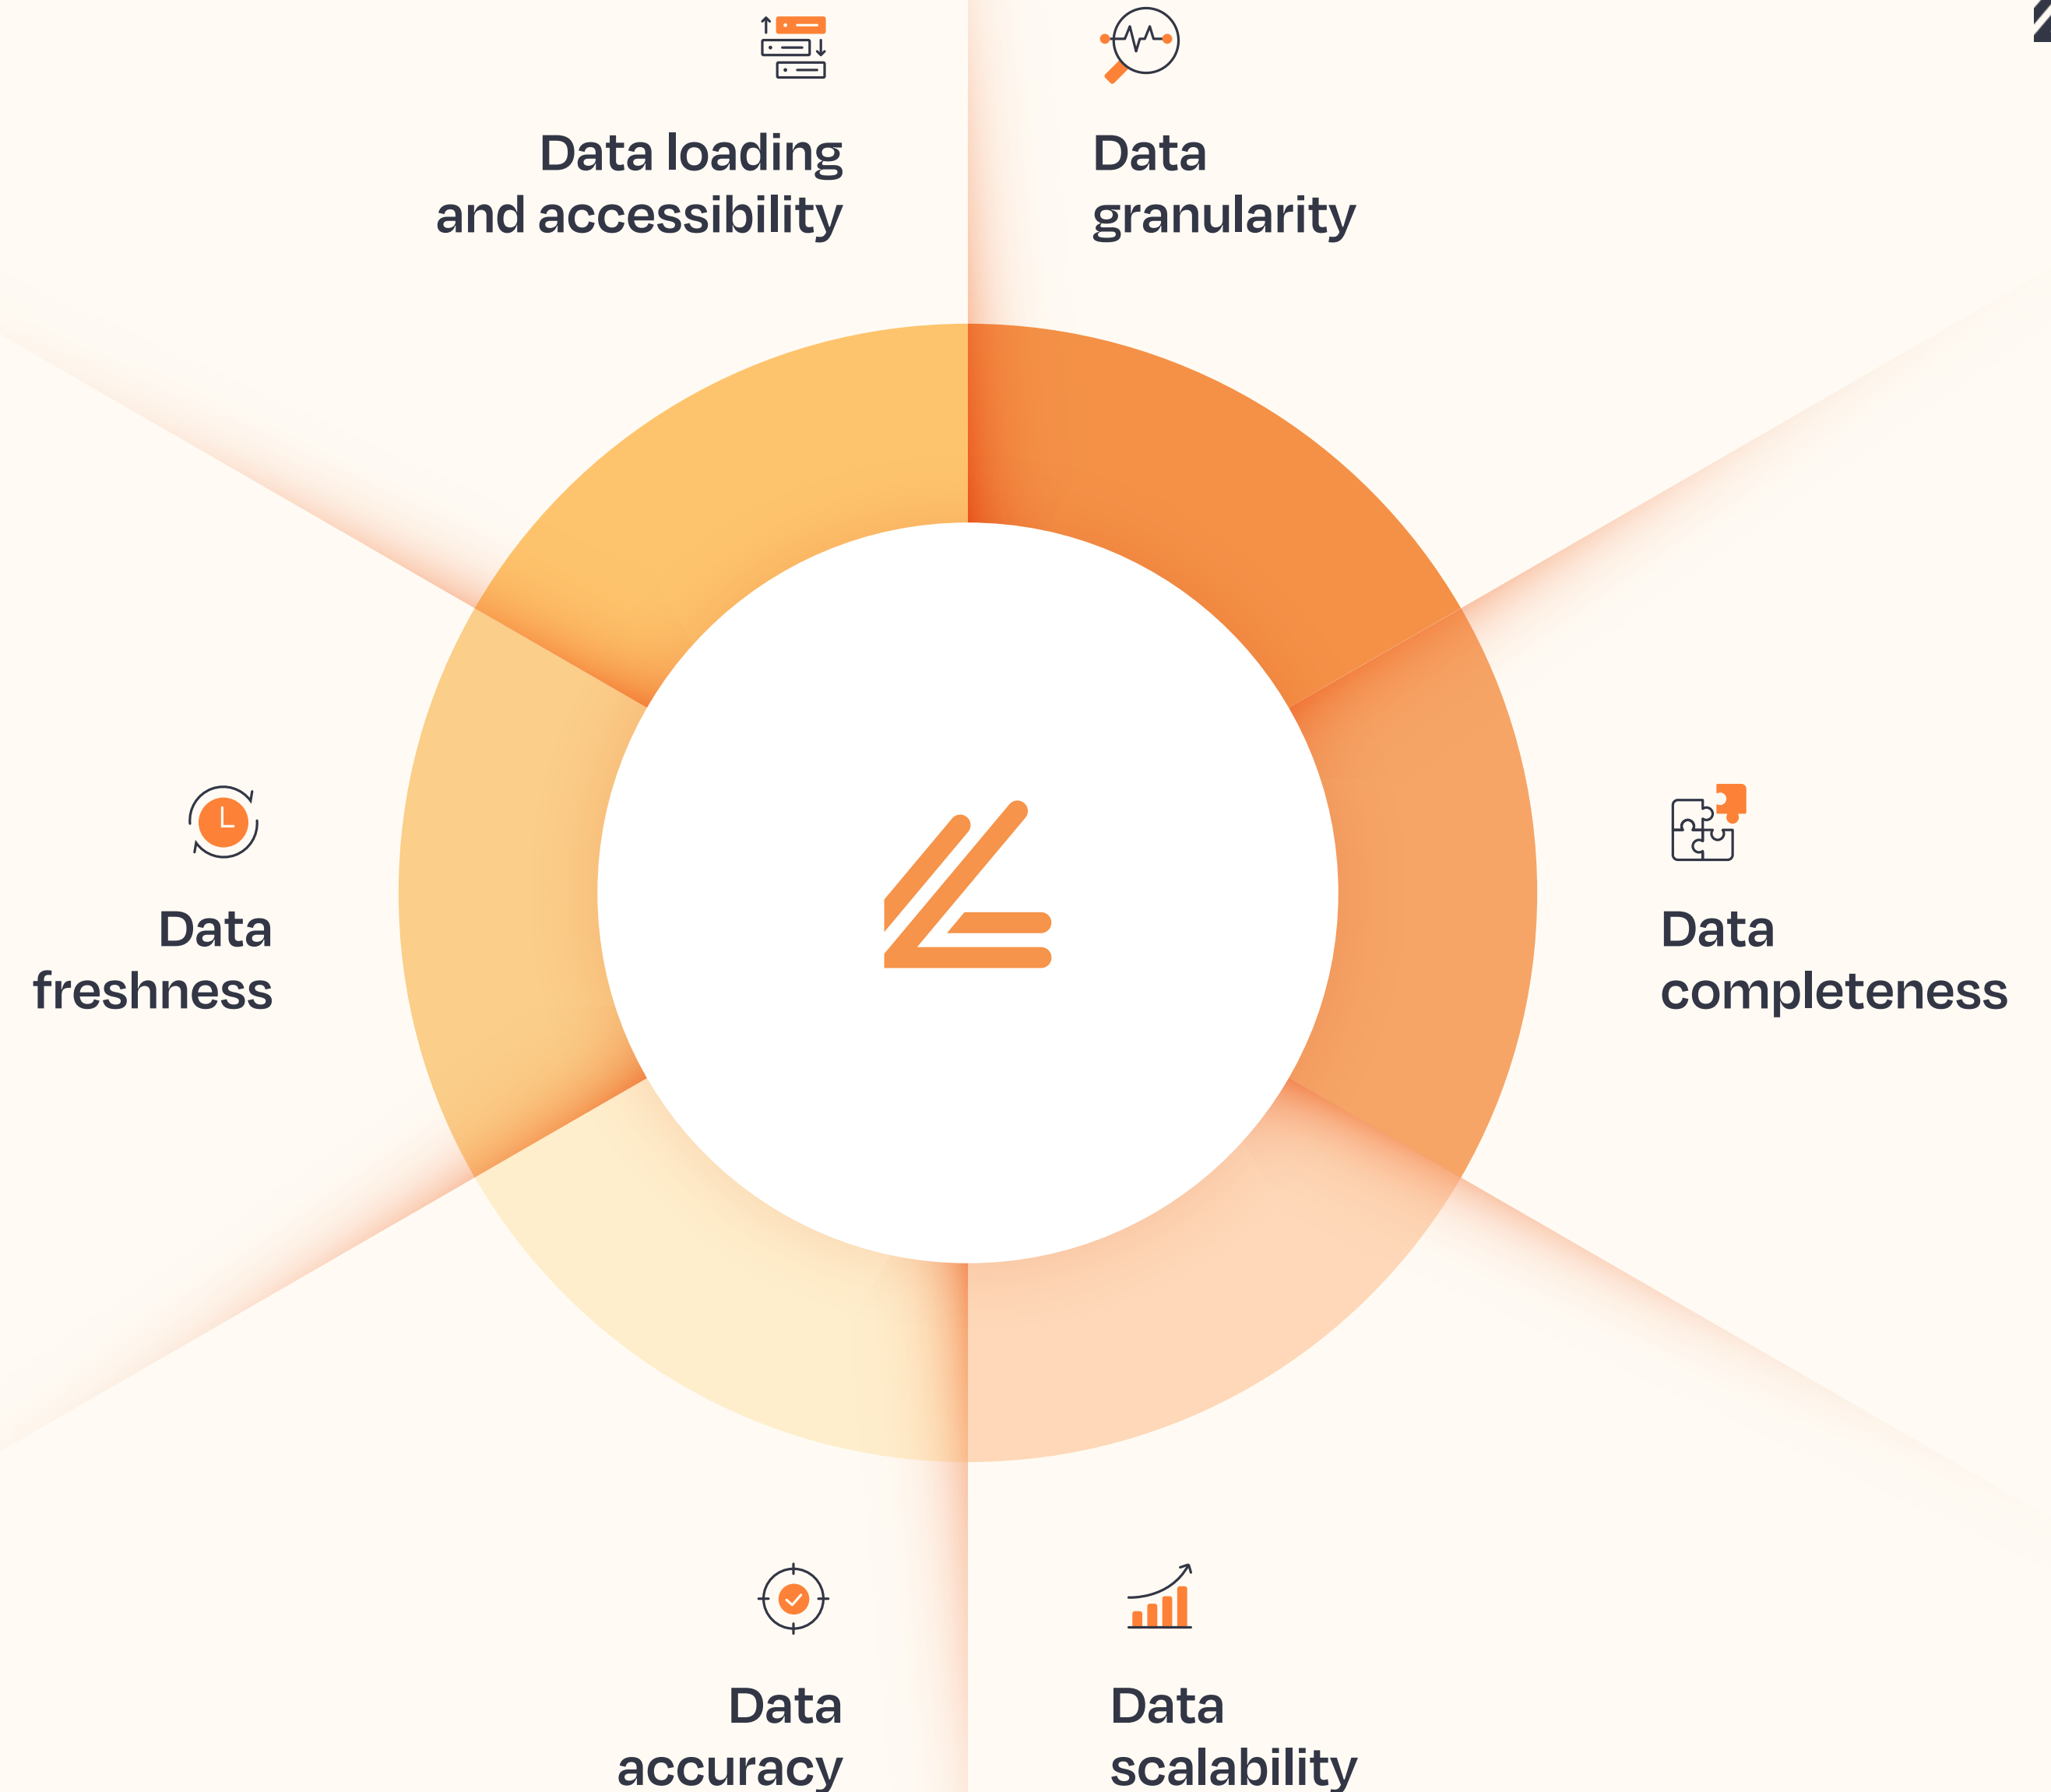 Data loading
and accessibility
Data
granularity
Data
freshness
Data
completeness
Data
accuracy
Data
scalability